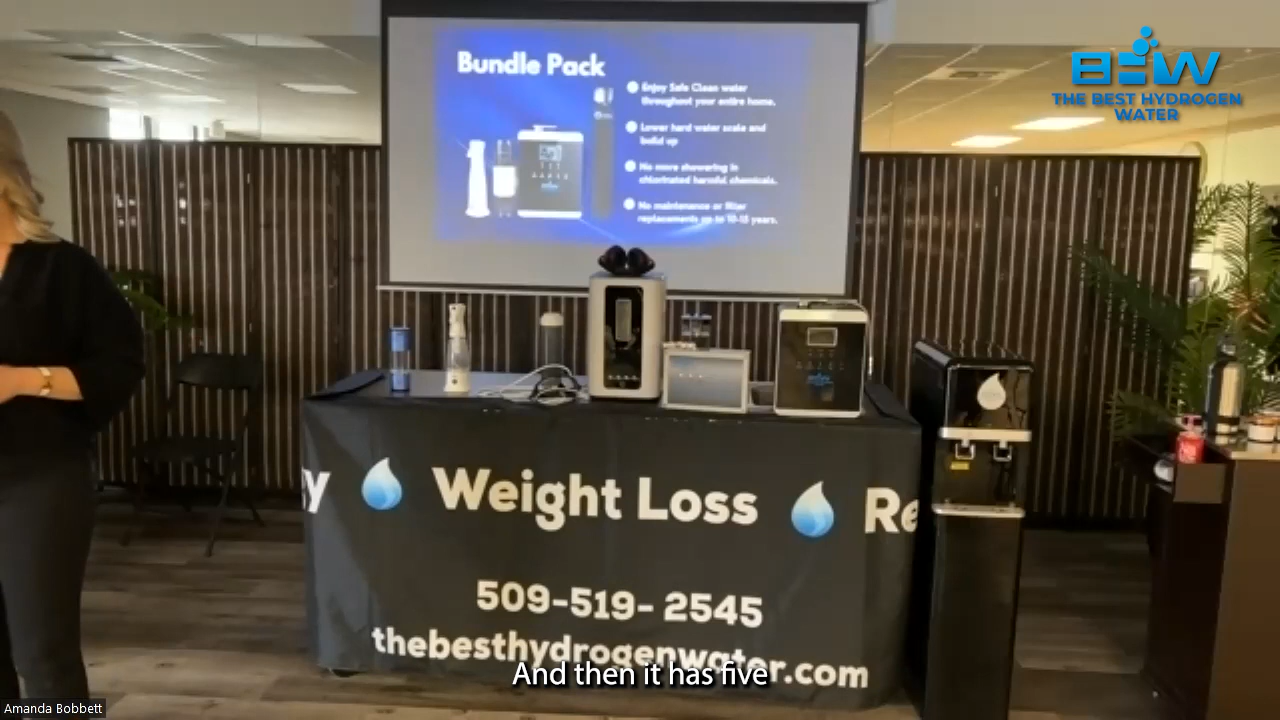 BEW
THE BEST HYDROGEN
WATER
Bundle Pack
Enjoy Safe Clean water
throughout your entire home.
Lower hard water scale and
build up
No more showering in
chlorinated harmful chemicals.
No maintenance or filter
replacements up to 10-15 years.
y Weight Loss Re
509-519- 2545
thebesthydrogenwater.com
And then it has five
Amanda Bobbett